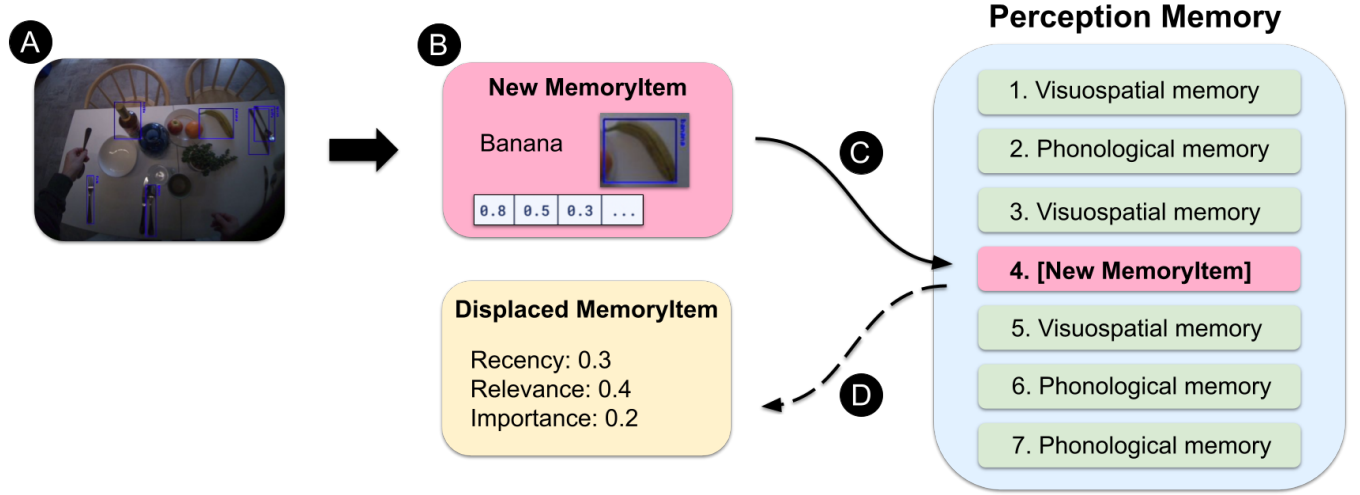 A
B
New MemoryItem
Banana
banana
0.8 0.5 0.3 ...
Displaced MemoryItem
Recency: 0.3
Relevance: 0.4
Importance: 0.2
C
D
Perception Memory
1. Visuospatial memory
2. Phonological memory
3. Visuospatial memory
4. [New MemoryItem]
5. Visuospatial memory
6. Phonological memory
7. Phonological memory